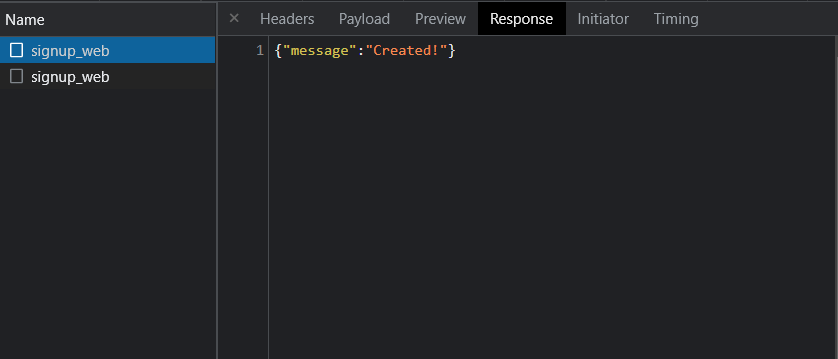 Name
signup_web
signup_web
× Headers Payload Preview Response Initiator Timing
1 {"message":"Created!"}